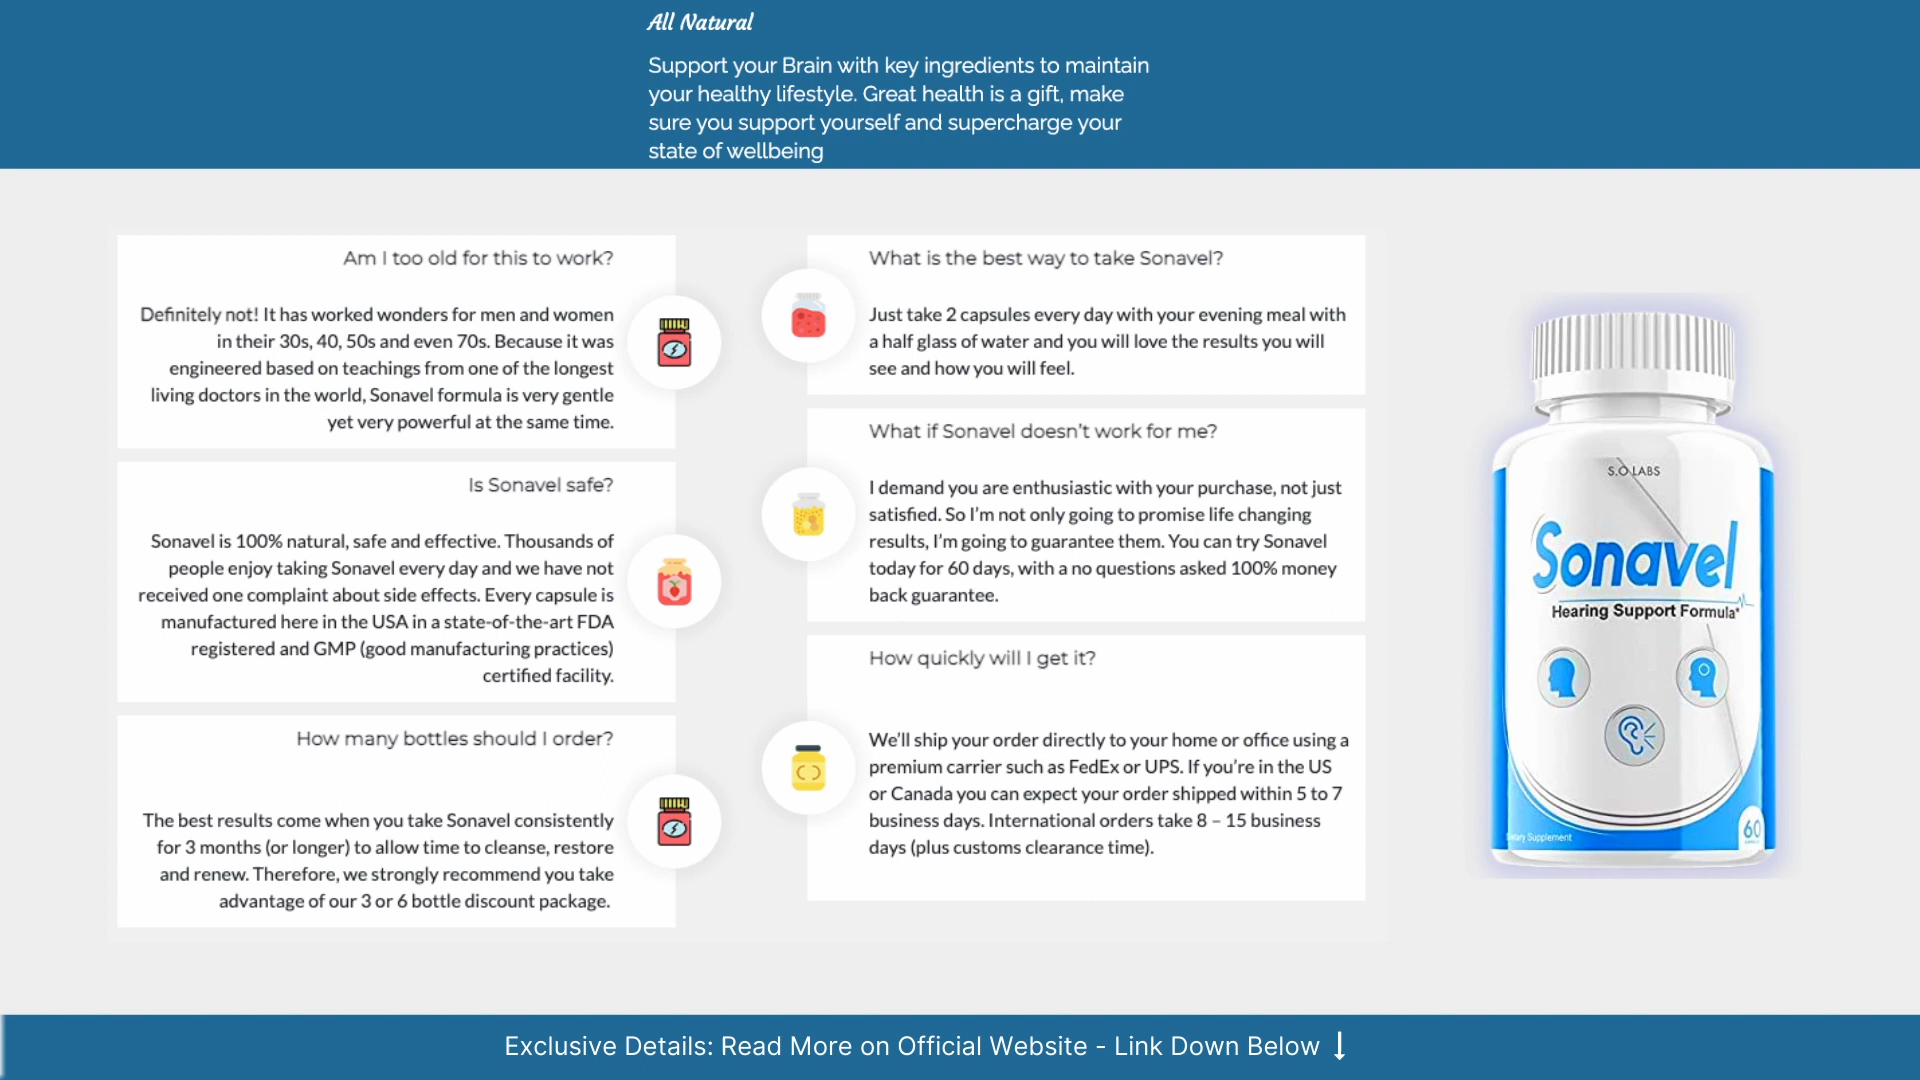 All Natural
Support your Brain with key ingredients to maintain
your healthy lifestyle. Great health is a gift, make
sure you support yourself and supercharge your
state of wellbeing
Am I too old for this to work?
Definitely not! It has worked wonders for men and women
in their 30s, 40, 50s and even 70s. Because it was
engineered based on teachings from one of the longest
living doctors in the world, Sonavel formula is very gentle
yet very powerful at the same time.
Is Sonavel safe?
Sonavel is 100% natural, safe and effective. Thousands of
people enjoy taking Sonavel every day and we have not
received one complaint about side effects. Every capsule is
manufactured here in the USA in a state-of-the-art FDA
registered and GMP (good manufacturing practices)
certified facility.
How many bottles should I order?
The best results come when you take Sonavel consistently
for 3 months (or longer) to allow time to cleanse, restore
and renew. Therefore, we strongly recommend you take
advantage of our 3 or 6 bottle discount package.
What is the best way to take Sonavel?
Just take 2 capsules every day with your evening meal with
a half glass of water and you will love the results you will
see and how you will feel.
What if Sonavel doesn't work for me?
I demand you are enthusiastic with your purchase, not just
satisfied. So I'm not only going to promise life changing
results, I'm going to guarantee them. You can try Sonavel
today for 60 days, with a no questions asked 100% money
back guarantee.
How quickly will I get it?
We'll ship your order directly to your home or office using a
premium carrier such as FedEx or UPS. If you're in the US
or Canada you can expect your order shipped within 5 to 7
business days. International orders take 8 – 15 business
days (plus customs clearance time).
S.O LABS
Sonavel
Hearing Support Formula*
60
Supplement
Exclusive Details: Read More on Official Website - Link Down Below ↓